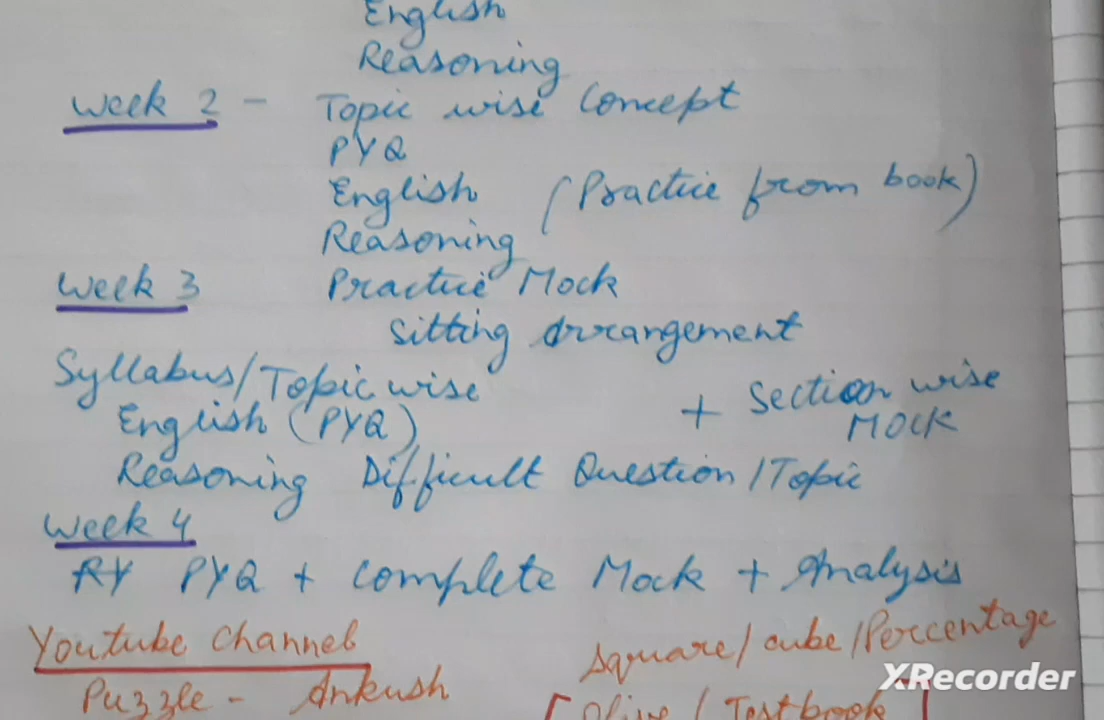 English
Reasoning
Week 2 - Topic wise Concept
PYQ
English (Practice from book)
Reasoning
Week 3 Practice Mock
Sitting Arrangement
Syllabus/Topic wise
English (PYQ) + Section wise MOCK
Reasoning Difficult Question/Topic
Week 4
PYQ + Complete Mock + Analysis
Youtube Channel
Square/cube/Percentage
Puzzle - Ankush
[Olive / Testbook]
XRecorder